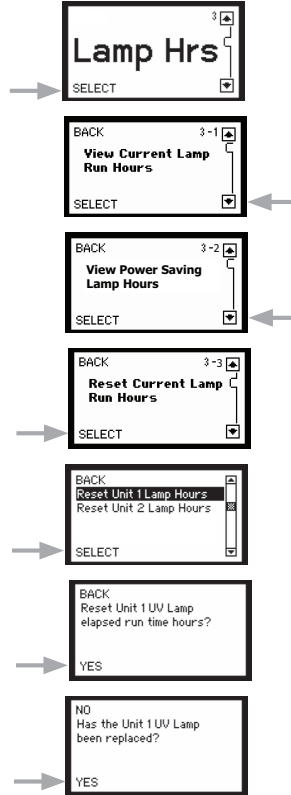 3
Lamp Hrs
SELECT
BACK 3-1
View Current Lamp
Run Hours
SELECT
BACK 3-2
View Power Saving
Lamp Hours
SELECT
BACK 3-3
Reset Current Lamp
Run Hours
SELECT
BACK
Reset Unit 1 Lamp Hours
Reset Unit 2 Lamp Hours
SELECT
BACK
Reset Unit 1 UV Lamp
elapsed run time hours?
YES
NO
Has the Unit 1 UV Lamp
been replaced?
YES